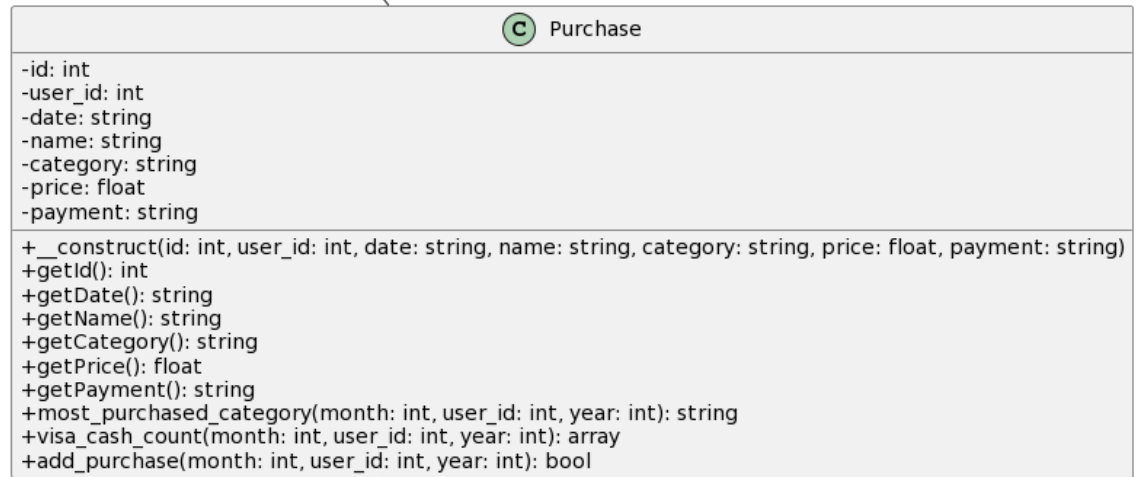 C Purchase
-id: int
-user_id: int
-date: string
-name: string
-category: string
-price: float
-payment: string
+__construct(id: int, user_id: int, date: string, name: string, category: string, price: float, payment: string)
+getId(): int
+getDate(): string
+getName(): string
+getCategory(): string
+getPrice(): float
+getPayment(): string
+most_purchased_category(month: int, user_id: int, year: int): string
+visa_cash_count(month: int, user_id: int, year: int): array
+add_purchase(month: int, user_id: int, year: int): bool